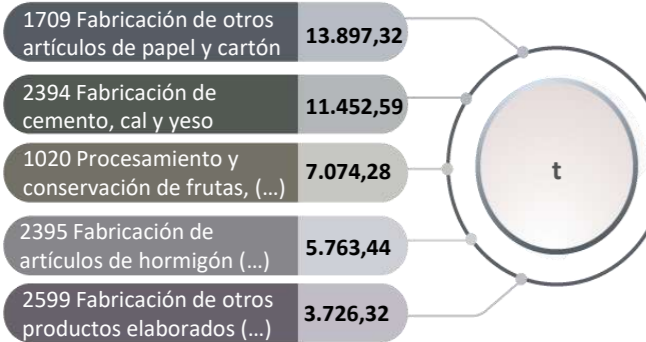 1709 Fabricación de otros
artículos de papel y cartón
13.897,32
2394 Fabricación de
cemento, cal y yeso
11.452,59
1020 Procesamiento y
conservación de frutas, (...)
7.074,28
2395 Fabricación de
artículos de hormigón (...)
5.763,44
2599 Fabricación de otros
productos elaborados (...)
3.726,32
t